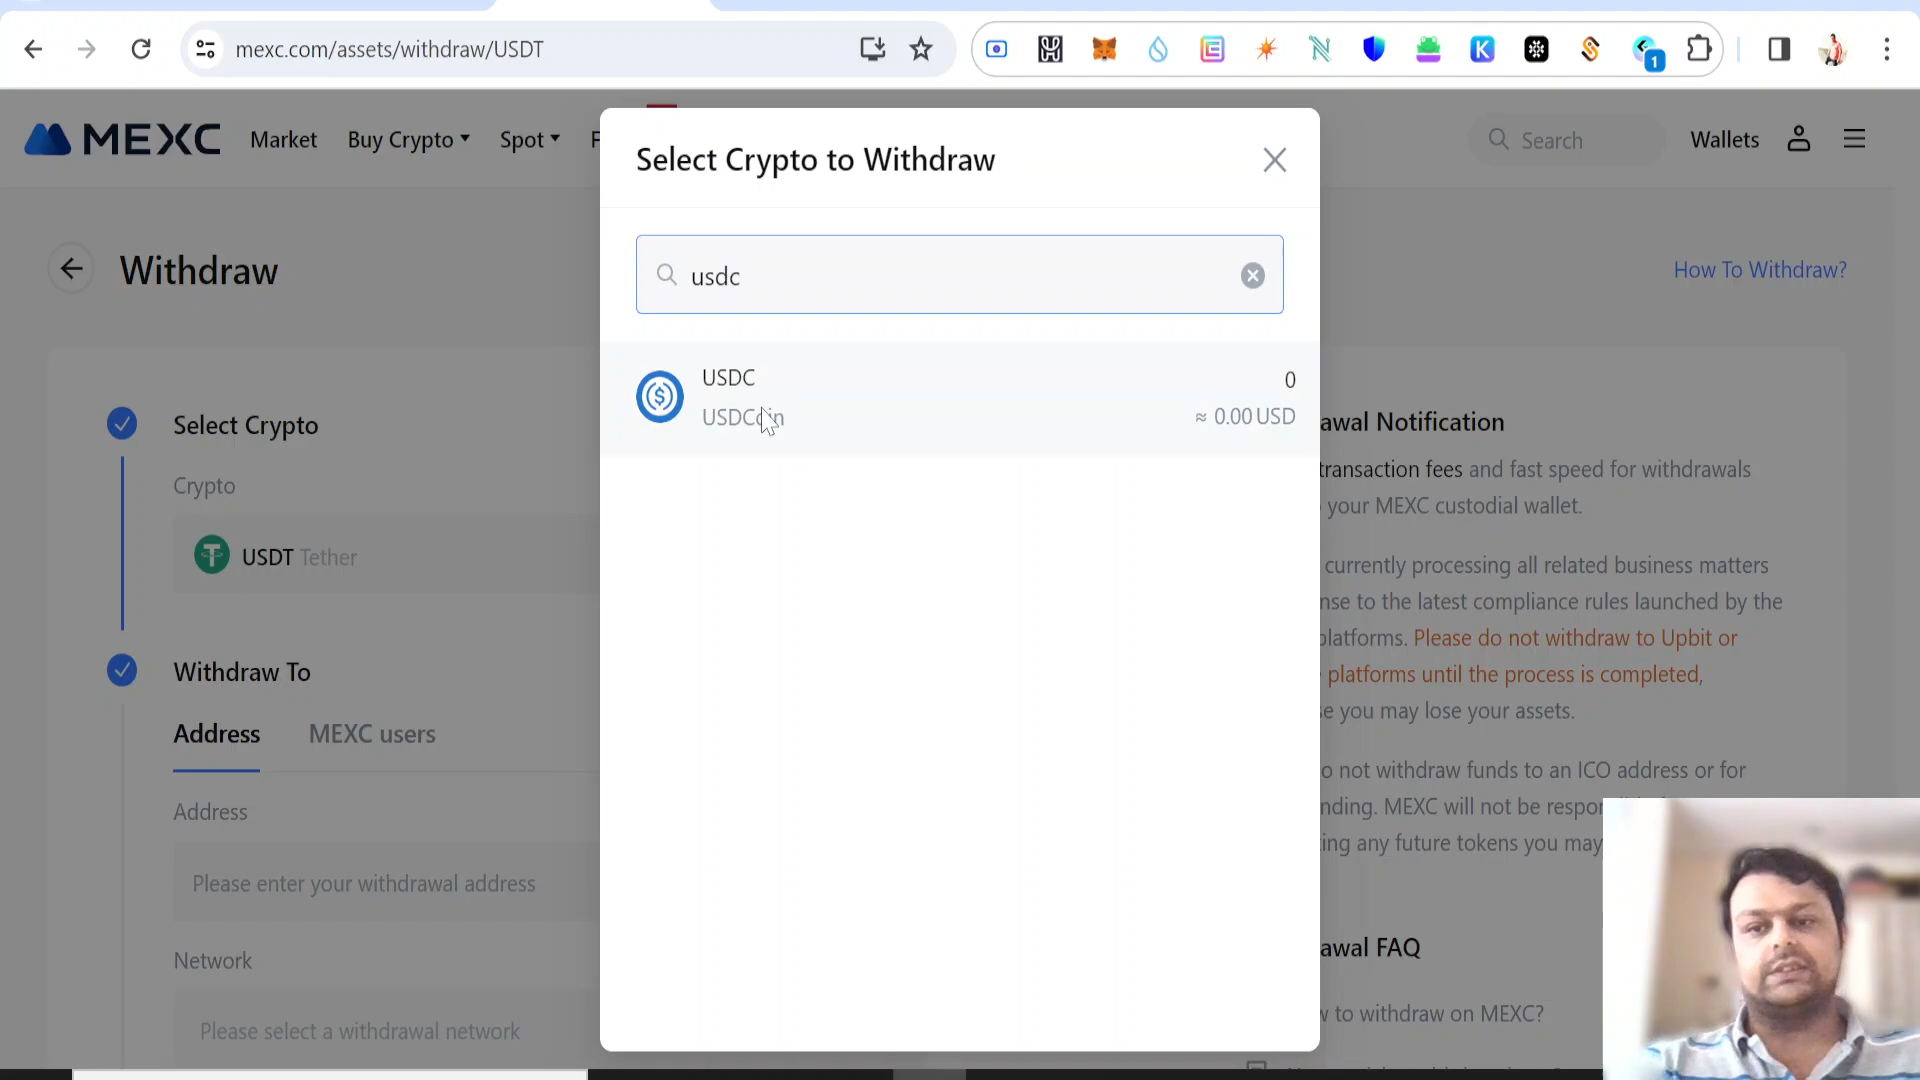 mexc.com/assets/withdraw/USDT
1
MEXC
Market
Buy Crypto
Spot
F
Search
Wallets
Select Crypto to Withdraw
usdc
USDC
0
USDCoin
≈ 0.00 USD
Withdraw
How To Withdraw?
Select Crypto
Crypto
USDT Tether
Withdraw To
Address
MEXC users
Address
Please enter your withdrawal address
Network
Please select a withdrawal network
awal Notification
transaction fees and fast speed for withdrawals
your MEXC custodial wallet.
currently processing all related business matters
nse to the latest compliance rules launched by the
platforms. Please do not withdraw to Upbit or
platforms until the process is completed,
se you may lose your assets.
o not withdraw funds to an ICO address or for
nding. MEXC will not be respon
ing any future tokens you may
awal FAQ
w to withdraw on MEXC?